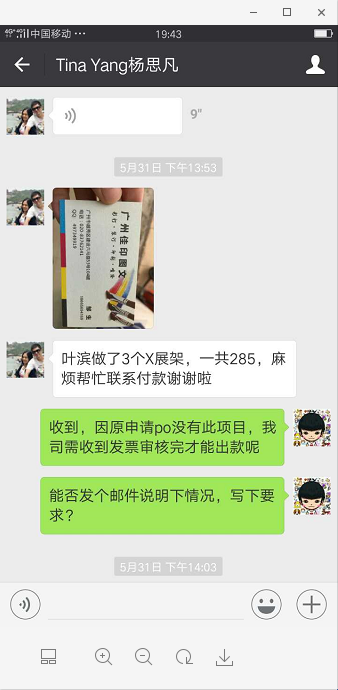 中国移动
19:43
Tina Yang杨思凡
9"
5月31日 下午13:53
广州佳印图文
叶滨做了3个X展架，一共285，麻
烦帮忙联系付款谢谢啦
收到，因原申请po没有此项目，我
司需收到发票审核完才能出款呢
能否发个邮件说明下情况，写下要
求？
5月31日 下午14:03